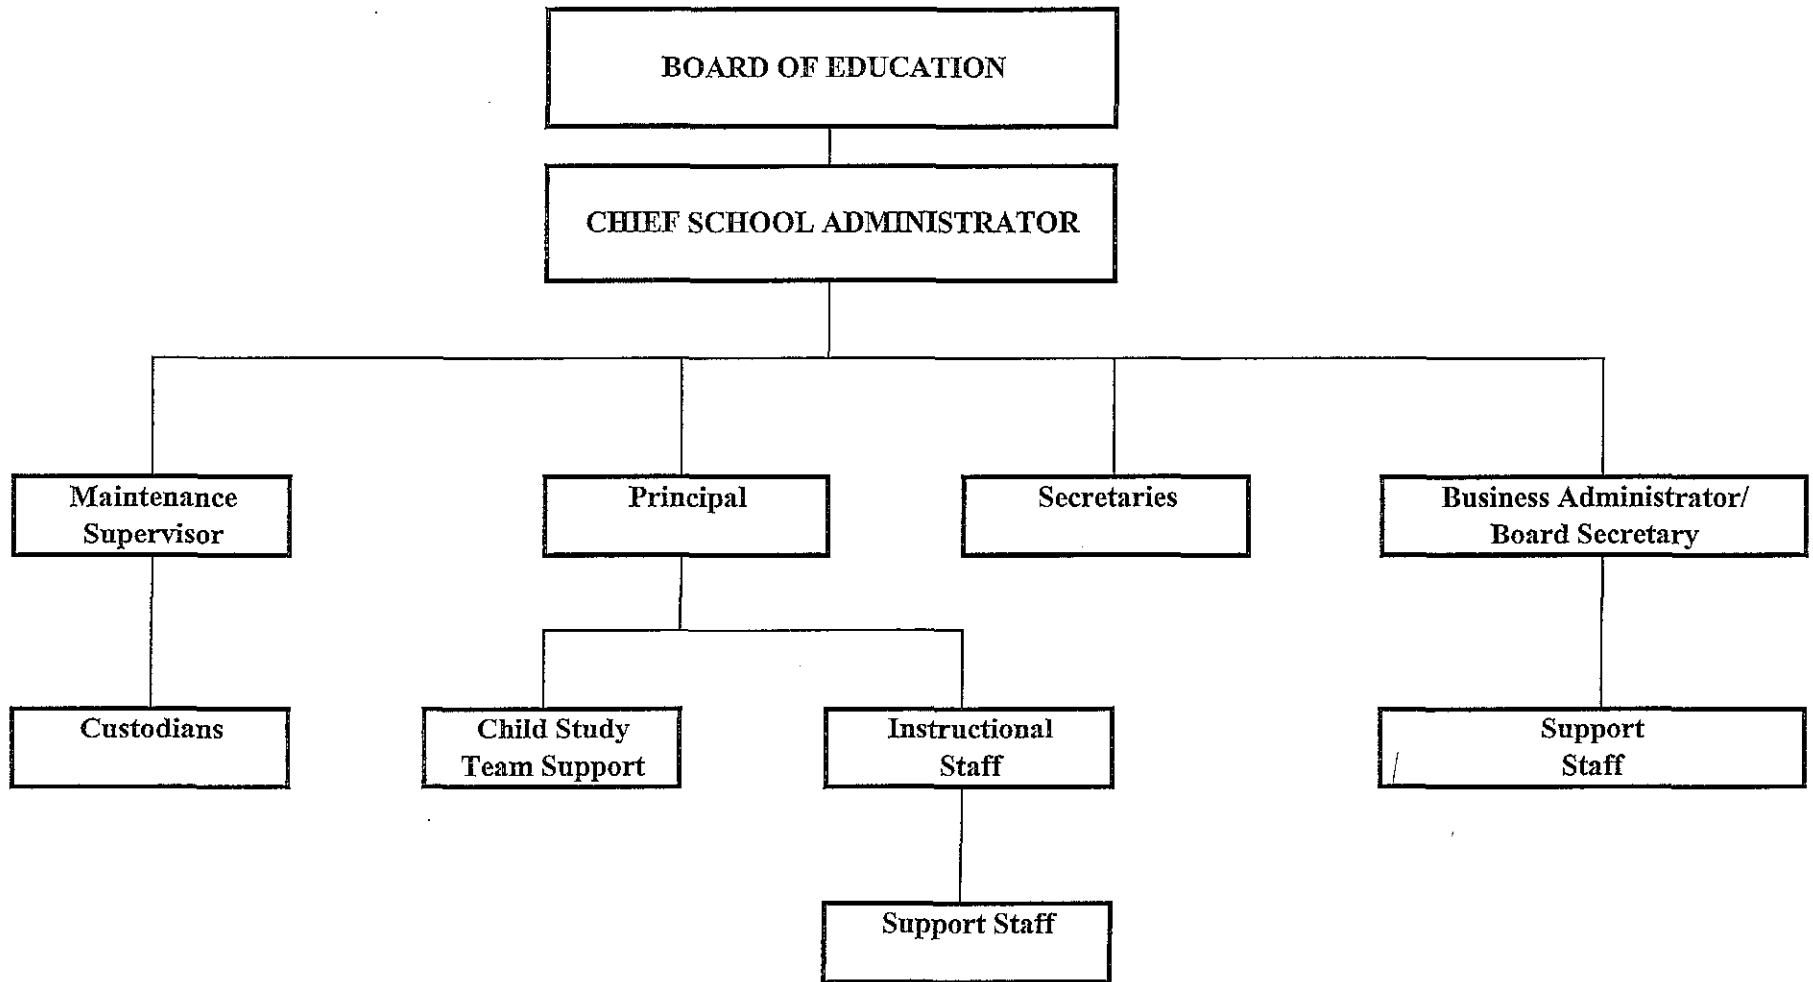 BOARD OF EDUCATION
CHIEF SCHOOL ADMINISTRATOR
Maintenance
Supervisor
Principal
Secretaries
Business Administrator/
Board Secretary
Custodians
Child Study
Team Support
Instructional
Staff
Support
Staff
Support Staff